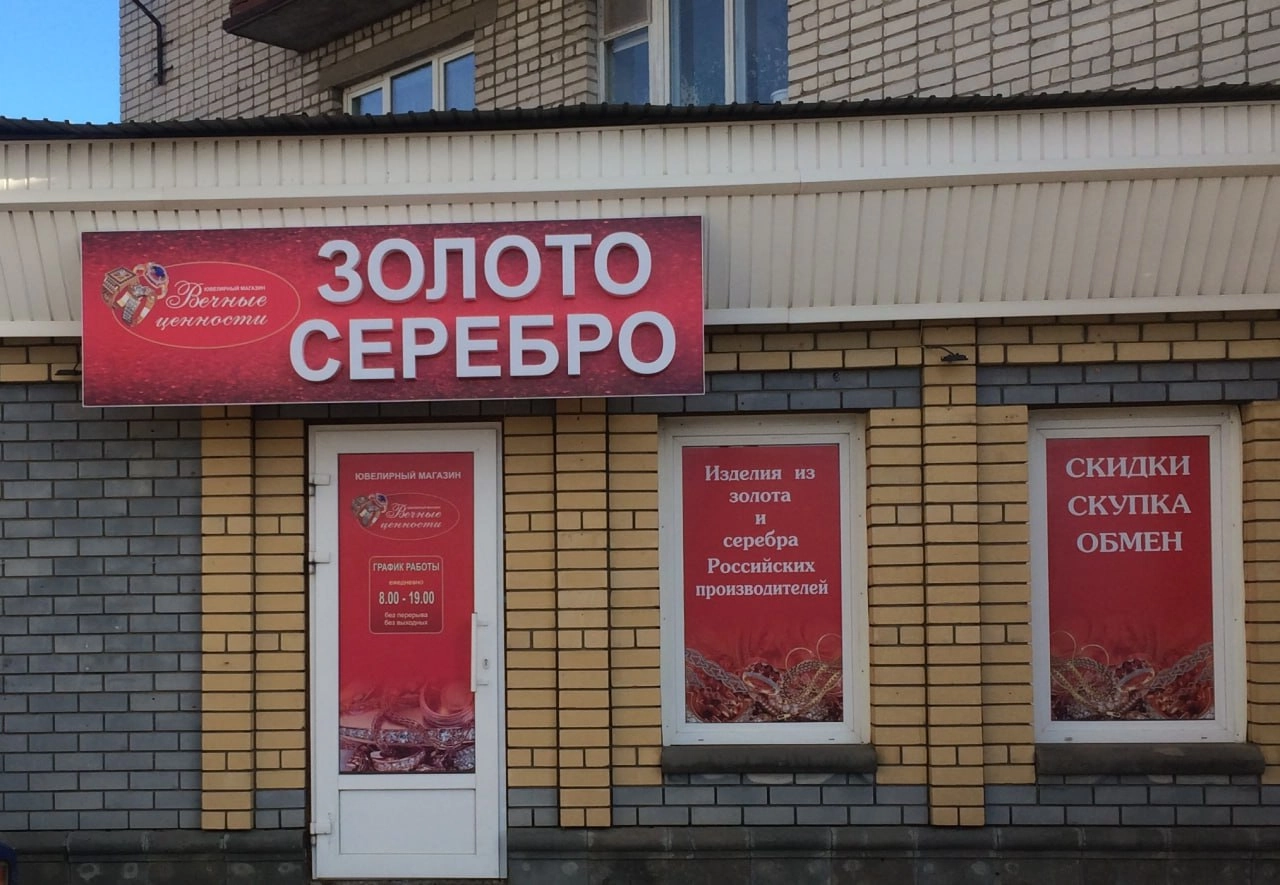 ЗОЛОТО
СЕРЕБРО
ЮВЕЛИРНЫЙ МАГАЗИН
Вечные
ценности
ЮВЕЛИРНЫЙ МАГАЗИН
Вечные
ценности
ГРАФИК РАБОТЫ
ежедневно
8.00 - 19.00
без перерыва
без выходных
Изделия из
золота
и
серебра
Российских
производителей
СКИДКИ
СКУПКА
ОБМЕН